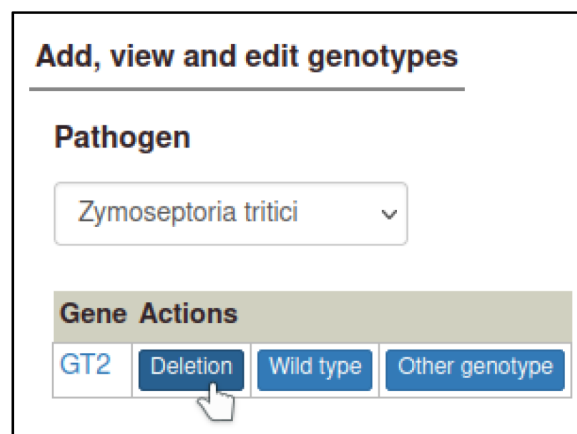 Add, view and edit genotypes
Pathogen
Zymoseptoria tritici
Gene Actions
GT2 Deletion Wild type Other genotype